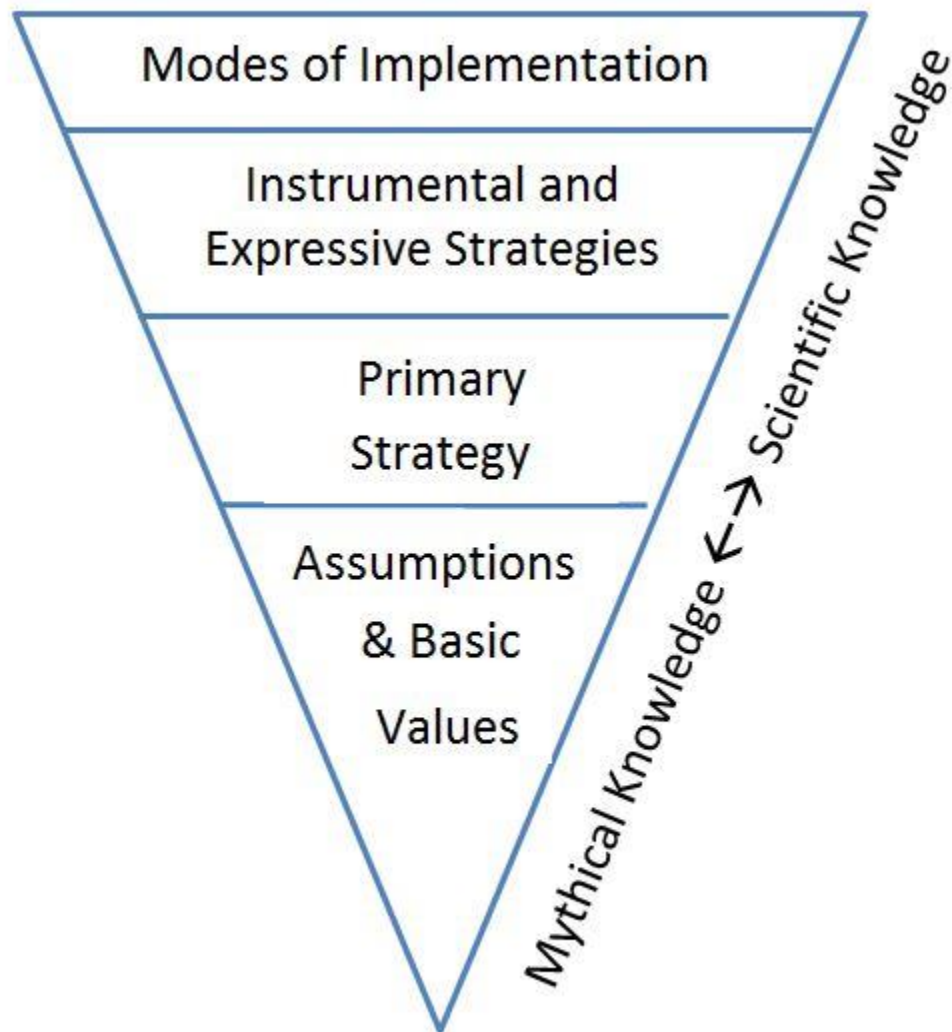 Modes of Implementation
Instrumental and
Expressive Strategies
Primary
Strategy
Assumptions
& Basic
Values
Mythical Knowledge ←→ Scientific Knowledge